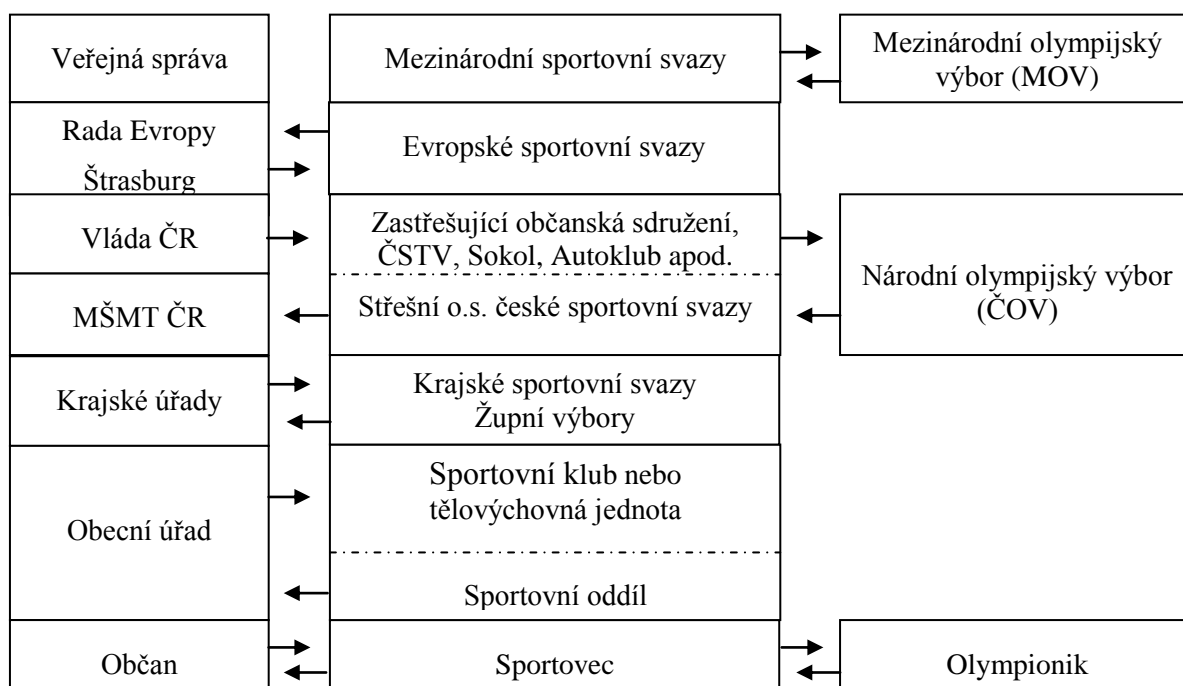 Veřejná správa
Mezinárodní sportovní svazy
Mezinárodní olympijský
výbor (MOV)
Rada Evropy
Štrasburg
Evropské sportovní svazy
Vláda ČR
Zastřešující občanská sdružení,
ČSTV, Sokol, Autoklub apod.
Národní olympijský výbor
(ČOV)
MŠMT ČR
Střešní o.s. české sportovní svazy
Krajské úřady
Krajské sportovní svazy
Župní výbory
Obecní úřad
Sportovní klub nebo
tělovýchovná jednota
Sportovní oddíl
Občan
Sportovec
Olympionik